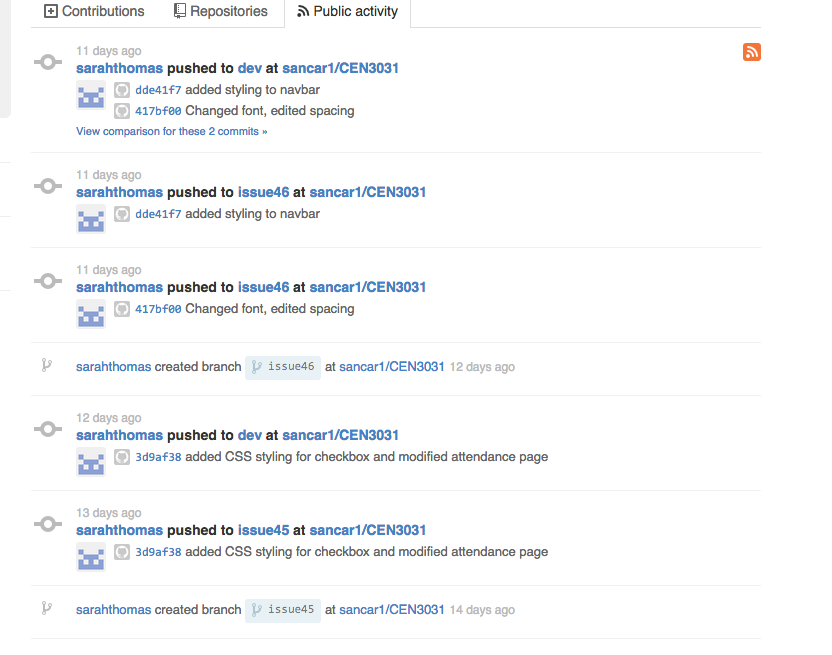 Contributions Repositories Public activity
11 days ago
sarahthomas pushed to dev at sancar1/CEN3031
dde41f7 added styling to navbar
417bf00 Changed font, edited spacing
View comparison for these 2 commits »
11 days ago
sarahthomas pushed to issue46 at sancar1/CEN3031
dde41f7 added styling to navbar
11 days ago
sarahthomas pushed to issue46 at sancar1/CEN3031
417bf00 Changed font, edited spacing
sarahthomas created branch issue46 at sancar1/CEN3031 12 days ago
12 days ago
sarahthomas pushed to dev at sancar1/CEN3031
3d9af38 added CSS styling for checkbox and modified attendance page
13 days ago
sarahthomas pushed to issue45 at sancar1/CEN3031
3d9af38 added CSS styling for checkbox and modified attendance page
sarahthomas created branch issue45 at sancar1/CEN3031 14 days ago